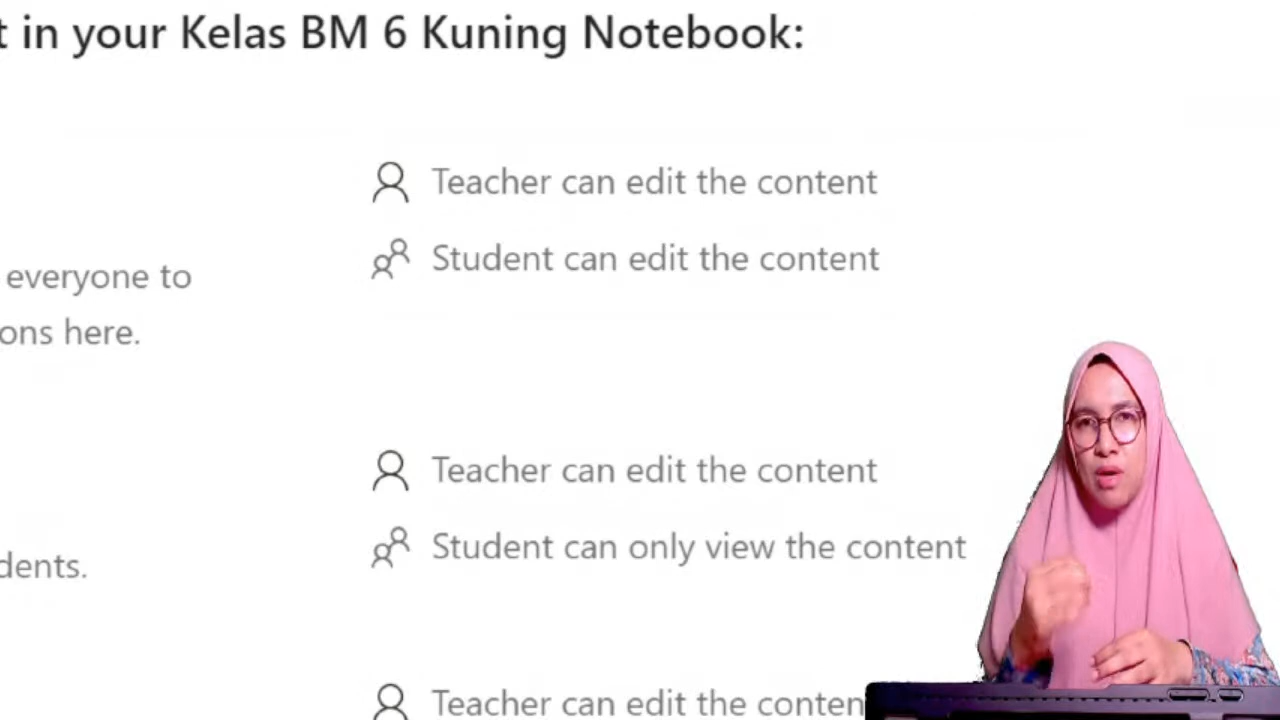 t in your Kelas BM 6 Kuning Notebook:
Teacher can edit the content
Student can edit the content
everyone to
ons here.
Teacher can edit the content
Student can only view the content
dents.
Teacher can edit the conten